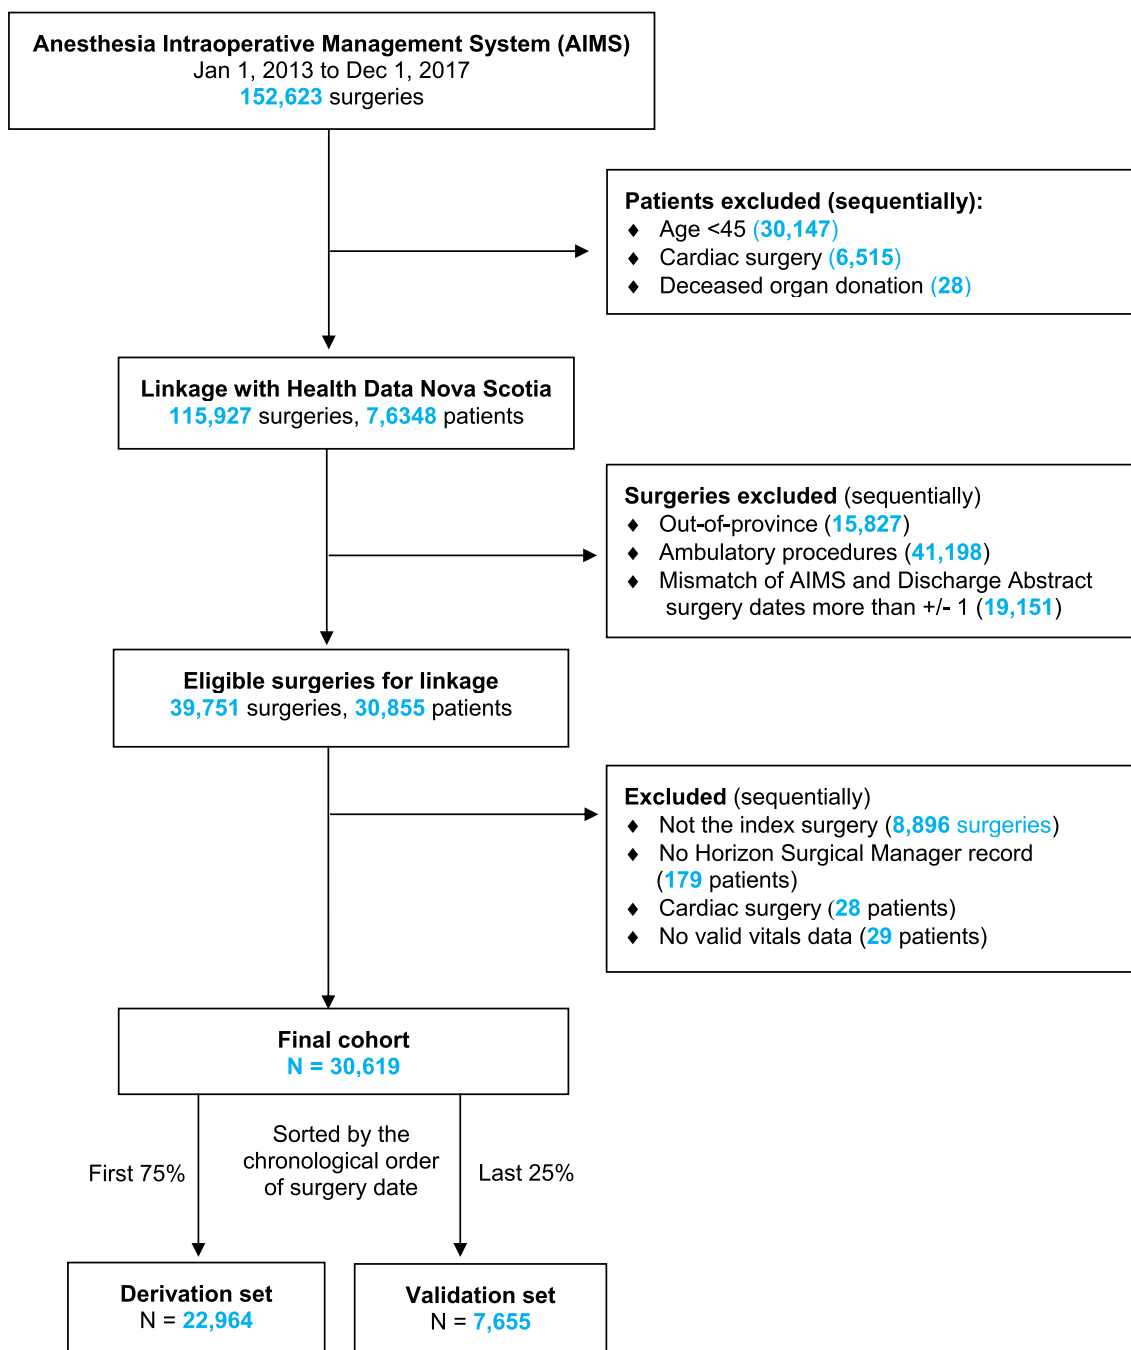 Anesthesia Intraoperative Management System (AIMS)
Jan 1, 2013 to Dec 1, 2017
152,623 surgeries
Patients excluded (sequentially):
♦ Age <45 (30,147)
♦ Cardiac surgery (6,515)
♦ Deceased organ donation (28)
Linkage with Health Data Nova Scotia
115,927 surgeries, 7,6348 patients
Surgeries excluded (sequentially)
♦ Out-of-province (15,827)
♦ Ambulatory procedures (41,198)
♦ Mismatch of AIMS and Discharge Abstract
surgery dates more than +/- 1 (19,151)
Eligible surgeries for linkage
39,751 surgeries, 30,855 patients
Excluded (sequentially)
♦ Not the index surgery (8,896 surgeries)
♦ No Horizon Surgical Manager record
(179 patients)
♦ Cardiac surgery (28 patients)
♦ No valid vitals data (29 patients)
Final cohort
N = 30,619
First 75%
Sorted by the
chronological order
of surgery date
Last 25%
Derivation set
N = 22,964
Validation set
N = 7,655